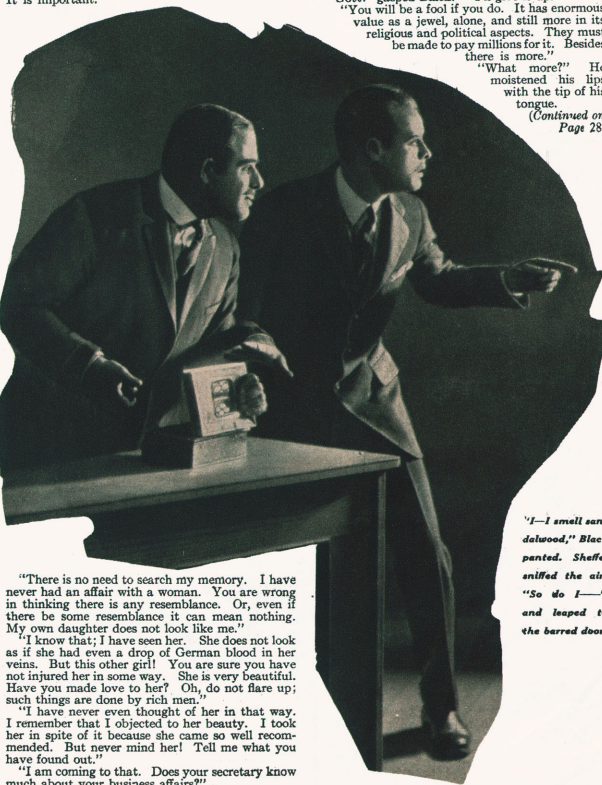 It is important.
"You will be a fool if you do. It has enormous
value as a jewel, alone, and still more in its
religious and political aspects. They must
be made to pay millions for it. Besides
there is more."
"What more?" He
moistened his lips
with the tip of his
tongue.
(Continued on
Page 28
"I—I smell san
dalwood," Blac
panted. Sheffe
sniffed the air
"So do I——"
and leaped t
the barred door
"There is no need to search my memory. I have
never had an affair with a woman. You are wrong
in thinking there is any resemblance. Or, even if
there be some resemblance it can mean nothing.
My own daughter does not look like me."
"I know that; I have seen her. She does not look
as if she had even a drop of German blood in her
veins. But this other girl! You are sure you have
not injured her in some way. She is very beautiful.
Have you made love to her? Oh, do not flare up;
such things are done by rich men."
"I have never even thought of her in that way.
I remember that I objected to her beauty. I took
her in spite of it because she came so well recom-
mended. But never mind her! Tell me what you
have found out."
"I am coming to that. Does your secretary know
much about your business affairs?"